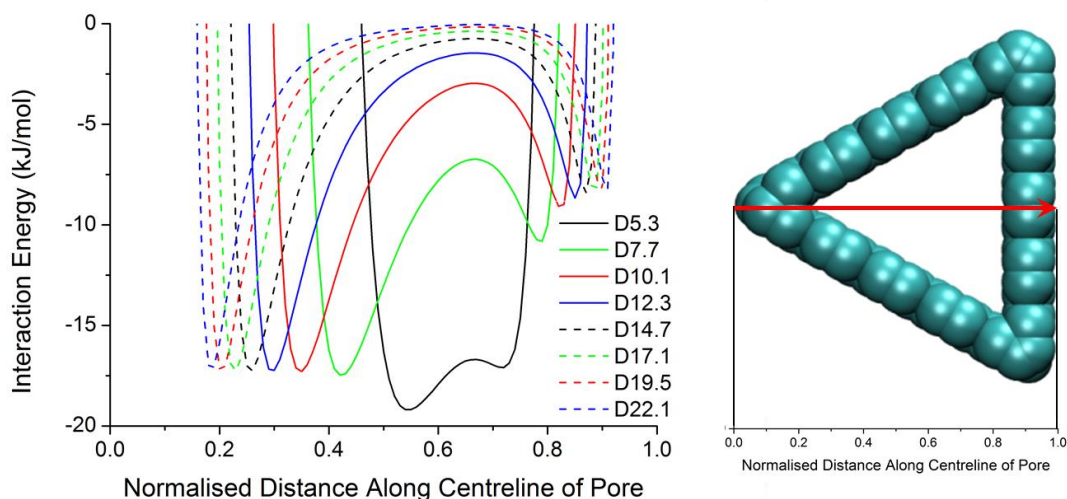 Interaction Energy (kJ/mol)
0
-5
-10
-15
-20
D5.3
D7.7
D10.1
D12.3
D14.7
D17.1
D19.5
D22.1
0.0 0.2 0.4 0.6 0.8 1.0
Normalised Distance Along Centreline of Pore
0.0 0.2 0.4 0.6 0.8 1.0
Normalised Distance Along Centreline of Pore